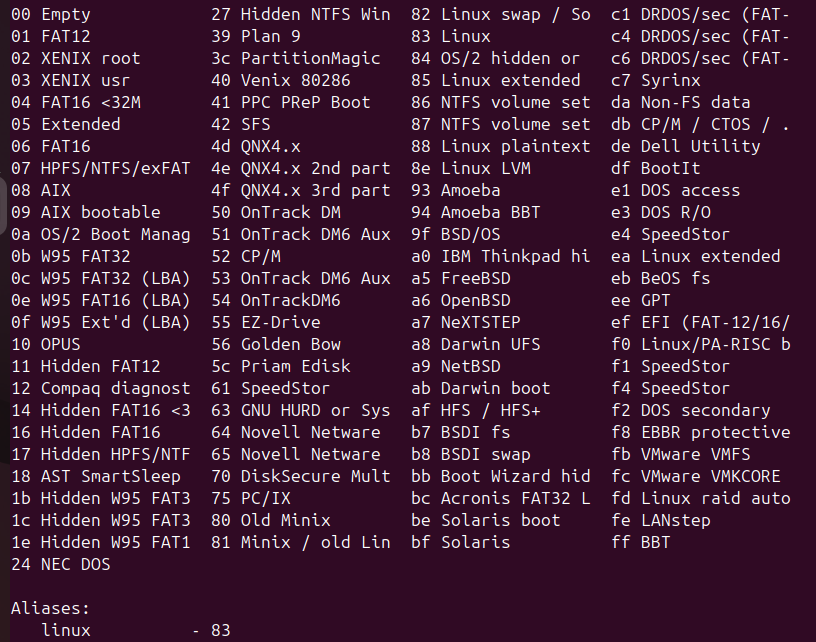 00 Empty 27 Hidden NTFS Win 82 Linux swap / So c1 DRDOS/sec (FAT-
01 FAT12 39 Plan 9 83 Linux c4 DRDOS/sec (FAT-
02 XENIX root 3c PartitionMagic 84 OS/2 hidden or c6 DRDOS/sec (FAT-
03 XENIX usr 40 Venix 80286 85 Linux extended c7 Syrinx
04 FAT16 <32M 41 PPC PReP Boot 86 NTFS volume set da Non-FS data
05 Extended 42 SFS 87 NTFS volume set db CP/M / CTOS / .
06 FAT16 4d QNX4.x 88 Linux plaintext de Dell Utility
07 HPFS/NTFS/exFAT 4e QNX4.x 2nd part 8e Linux LVM df BootIt
08 AIX 4f QNX4.x 3rd part 93 Amoeba e1 DOS access
09 AIX bootable 50 OnTrack DM 94 Amoeba BBT e3 DOS R/O
0a OS/2 Boot Manag 51 OnTrack DM6 Aux 9f BSD/OS e4 SpeedStor
0b W95 FAT32 52 CP/M a0 IBM Thinkpad hi ea Linux extended
0c W95 FAT32 (LBA) 53 OnTrack DM6 Aux a5 FreeBSD eb BeOS fs
0e W95 FAT16 (LBA) 54 OnTrackDM6 a6 OpenBSD ee GPT
0f W95 Ext'd (LBA) 55 EZ-Drive a7 NeXTSTEP ef EFI (FAT-12/16/
10 OPUS 56 Golden Bow a8 Darwin UFS f0 Linux/PA-RISC b
11 Hidden FAT12 5c Priam Edisk a9 NetBSD f1 SpeedStor
12 Compaq diagnost 61 SpeedStor ab Darwin boot f4 SpeedStor
14 Hidden FAT16 <3 63 GNU HURD or Sys af HFS / HFS+ f2 DOS secondary
16 Hidden FAT16 64 Novell Netware b7 BSDI fs f8 EBBR protective
17 Hidden HPFS/NTF 65 Novell Netware b8 BSDI swap fb VMware VMFS
18 AST SmartSleep 70 DiskSecure Mult bb Boot Wizard hid fc VMware VMKCORE
1b Hidden W95 FAT3 75 PC/IX bc Acronis FAT32 L fd Linux raid auto
1c Hidden W95 FAT3 80 Old Minix be Solaris boot fe LANstep
1e Hidden W95 FAT1 81 Minix / old Lin bf Solaris ff BBT
24 NEC DOS
Aliases:
linux - 83